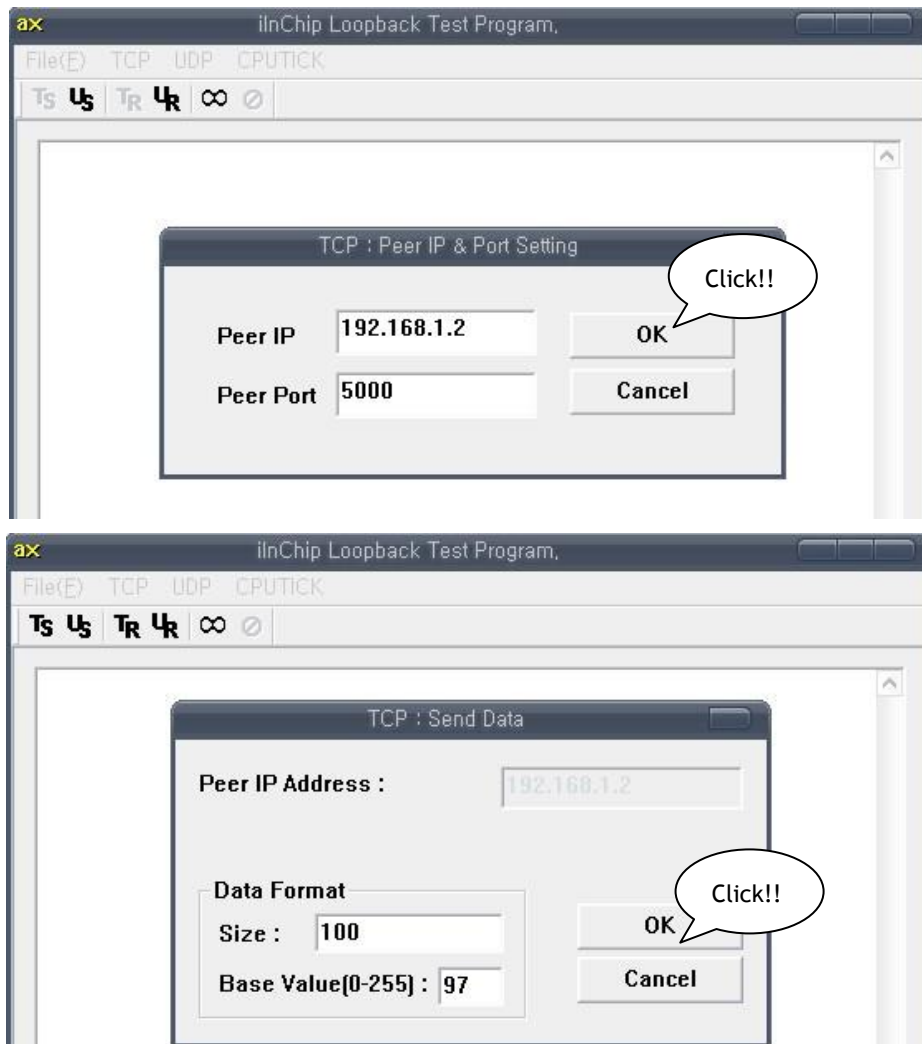 ax iInChip Loopback Test Program,
File(F) TCP UDP CPUTICK
TS US TR UR ∞
TCP : Peer IP & Port Setting
Click!!
Peer IP 192.168.1.2 OK
Peer Port 5000 Cancel
ax iInChip Loopback Test Program,
File(F) TCP UDP CPUTICK
TS US TR UR ∞
TCP : Send Data
Peer IP Address : 192.168.1.2
Data Format
Click!!
Size : 100 OK
Base Value(0-255) : 97 Cancel